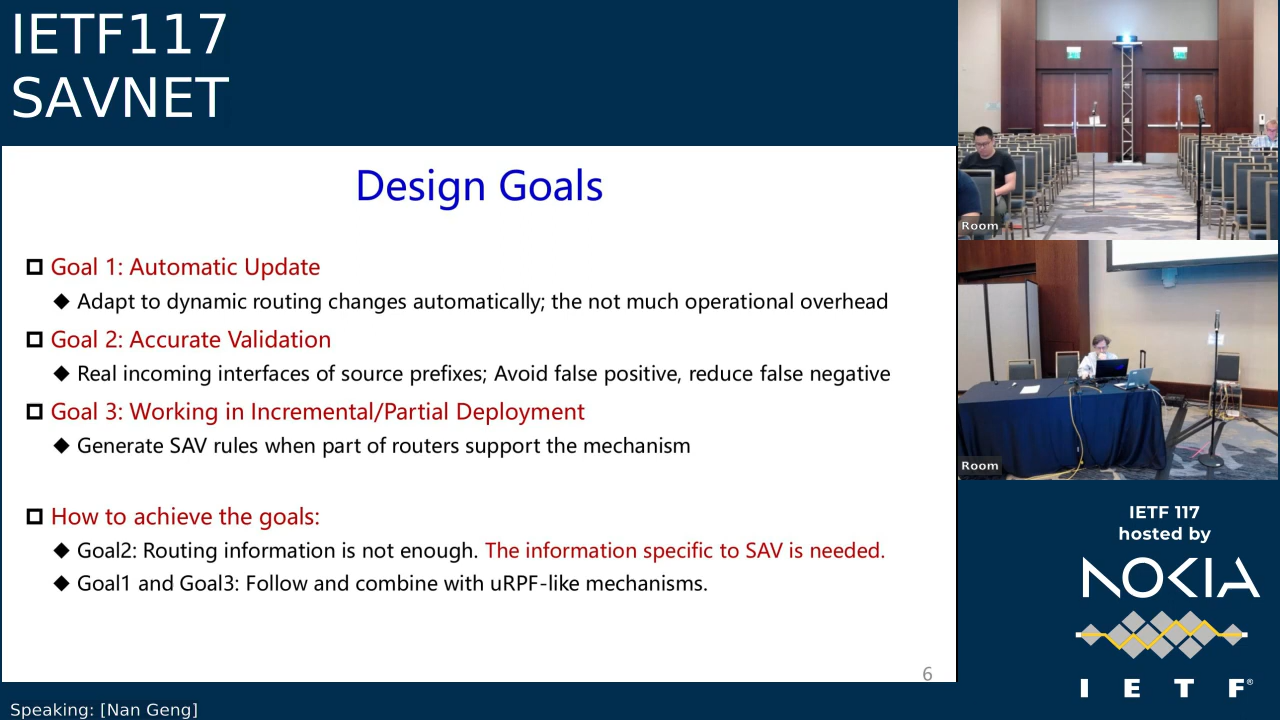 IETF117
SAVNET
Design Goals
Goal 1: Automatic Update
Adapt to dynamic routing changes automatically; the not much operational overhead
Goal 2: Accurate Validation
Real incoming interfaces of source prefixes; Avoid false positive, reduce false negative
Goal 3: Working in Incremental/Partial Deployment
Generate SAV rules when part of routers support the mechanism
How to achieve the goals:
Goal2: Routing information is not enough. The information specific to SAV is needed.
Goal1 and Goal3: Follow and combine with uRPF-like mechanisms.
6
Speaking: [Nan Geng]
Room
Room
IETF 117
hosted by
NOKIA
I E T F®